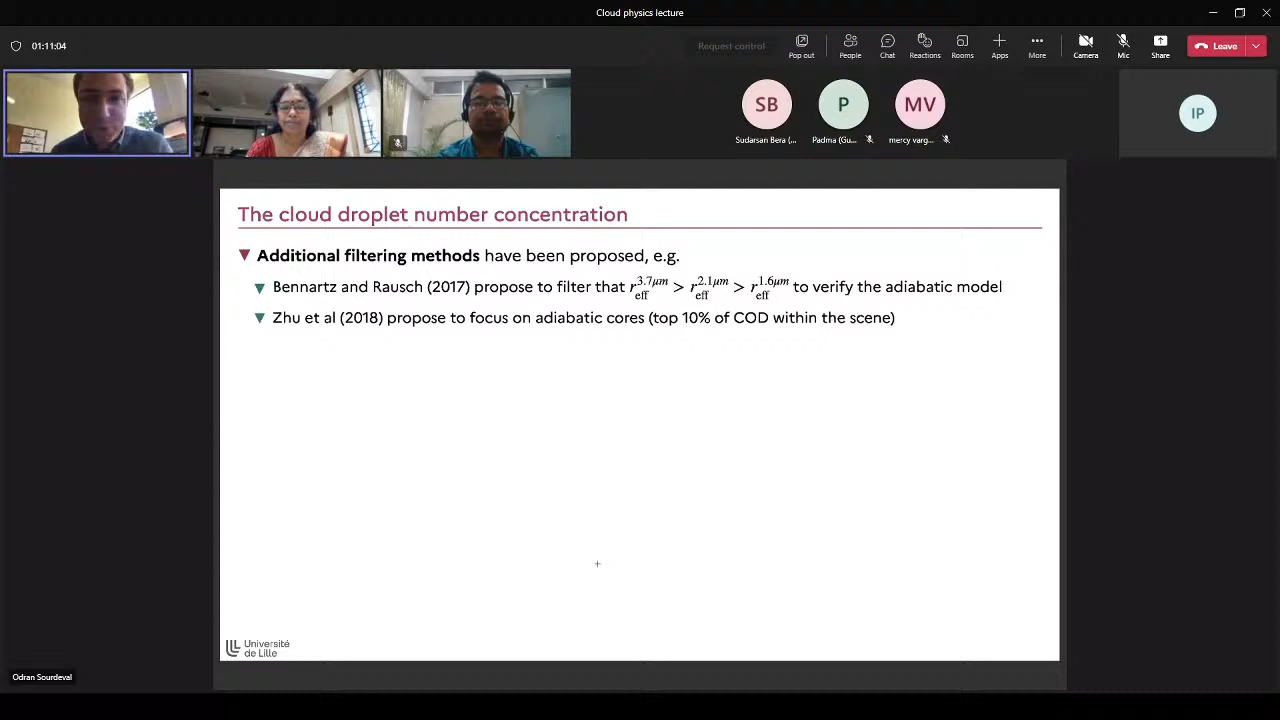 Cloud physics lecture
01:11:04
Request control
Pop out
People
Chat
Reactions
Rooms
Apps
More
Camera
Mic
Share
Leave
SB
P
MV
IP
Sudarsan Bera (...
Padma (Gu...
mercy varg...
The cloud droplet number concentration
Additional filtering methods have been proposed, e.g.
Bennartz and Rausch (2017) propose to filter that r_eff^3.7μm > r_eff^2.1μm > r_eff^1.6μm to verify the adiabatic model
Zhu et al (2018) propose to focus on adiabatic cores (top 10% of COD within the scene)
Université
de Lille
Odran Sourdeval